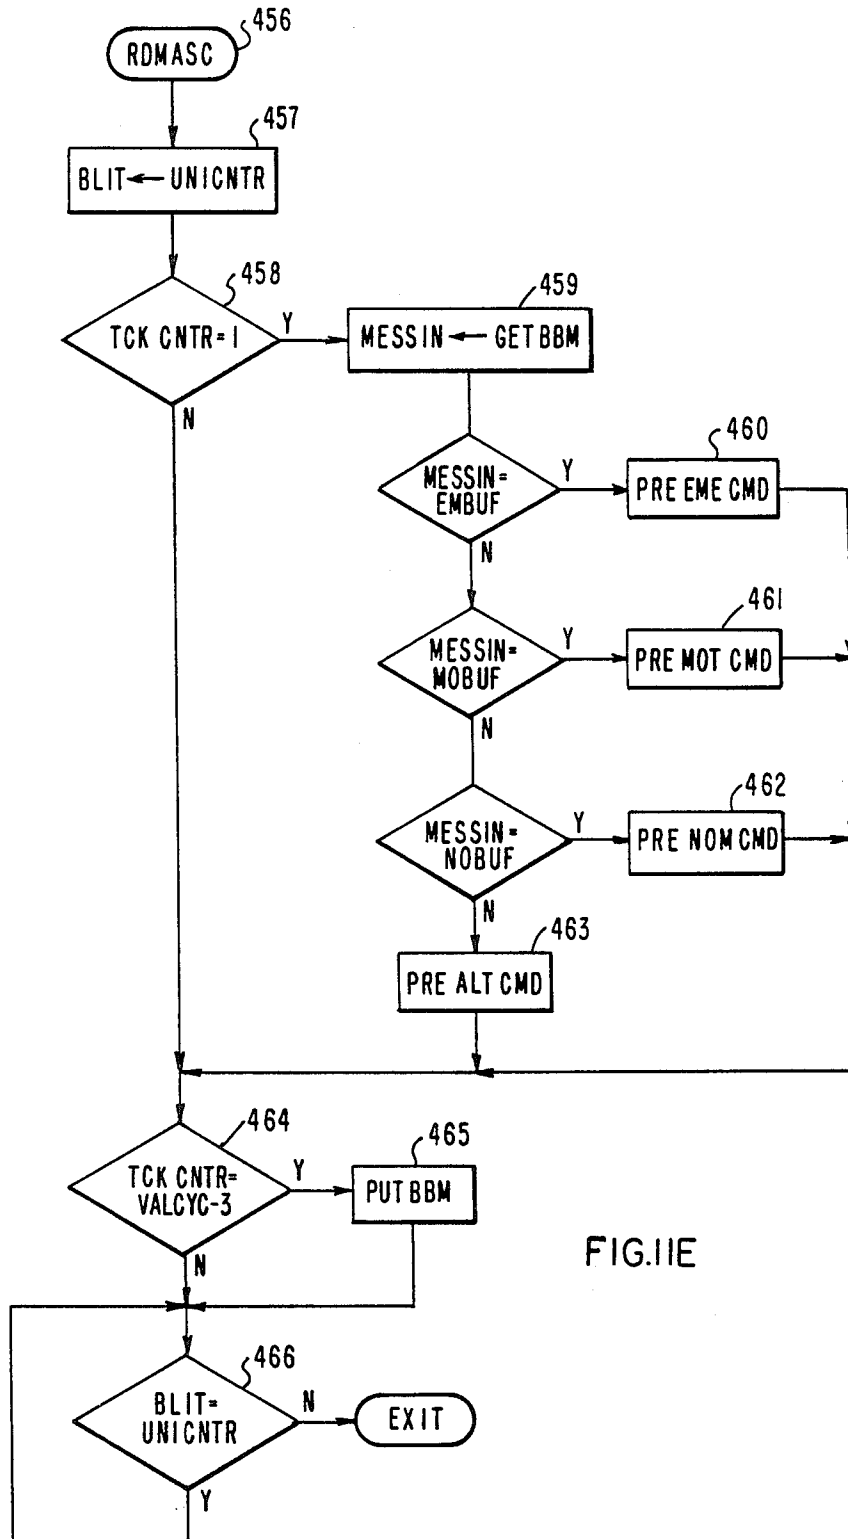 456
RDMASC
457
BLIT ← UNICNTR
458
TCK CNTR=1
Y
N
459
MESSIN ← GETBBM
MESSIN=
EMBUF
Y
N
460
PRE EME CMD
MESSIN=
MOBUF
Y
N
461
PRE MOT CMD
MESSIN=
NOBUF
Y
N
462
PRE NOM CMD
463
PRE ALT CMD
464
TCK CNTR=
VALCYC-3
Y
N
465
PUT BBM
FIG.11E
466
BLIT=
UNICNTR
N
Y
EXIT